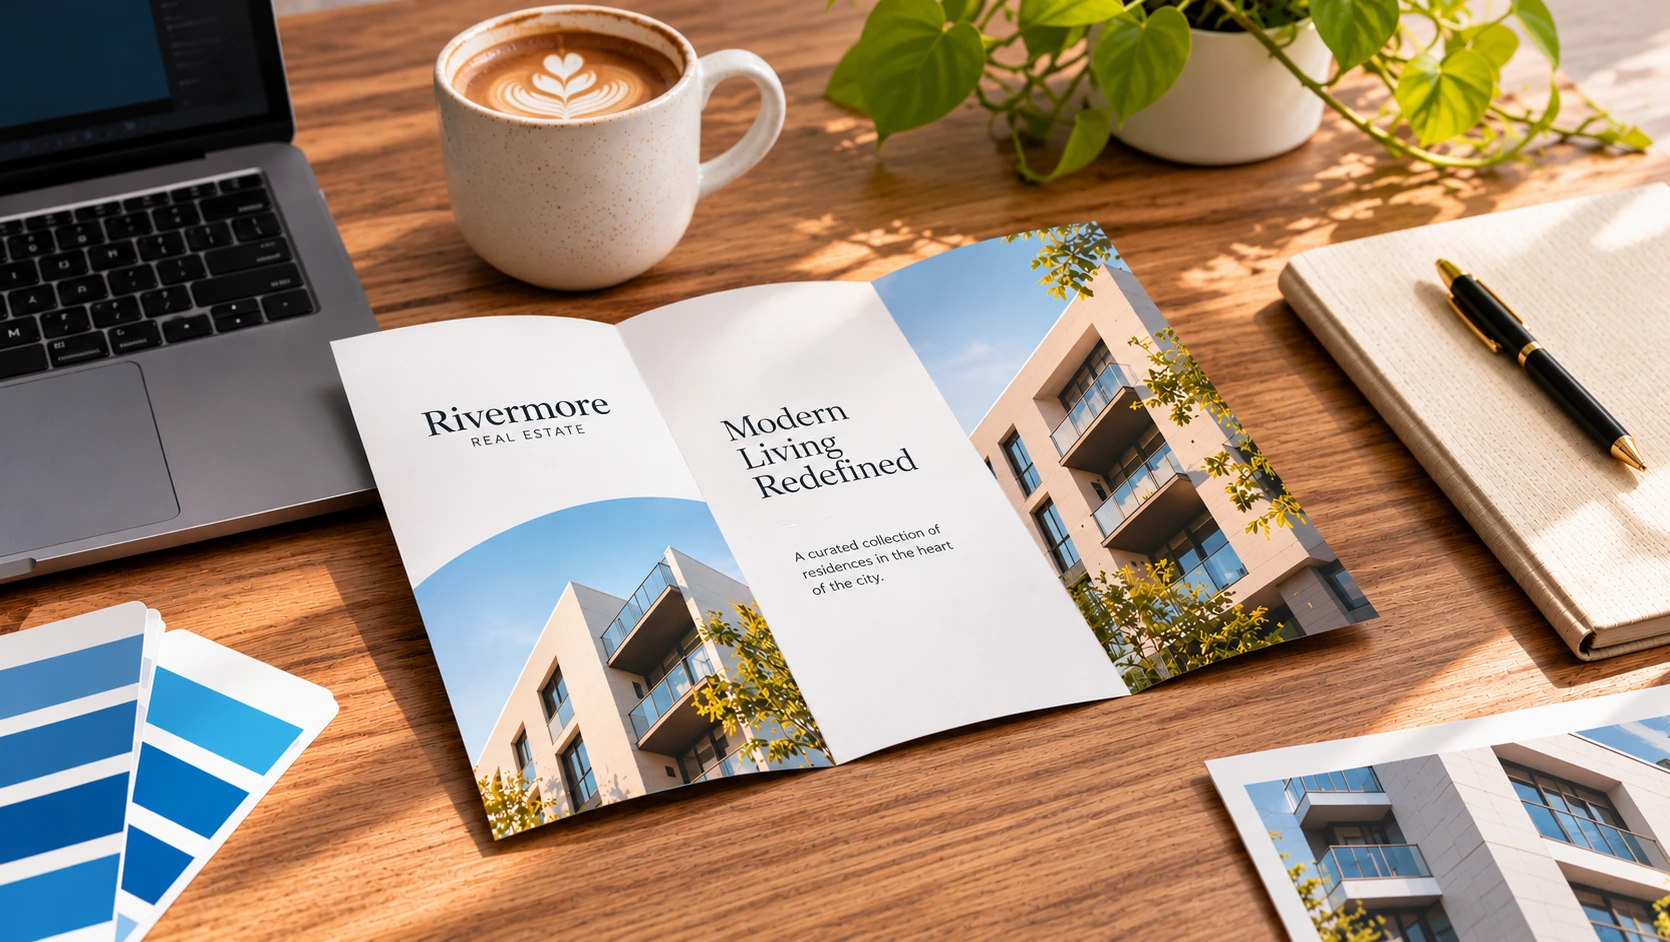 Rivermore
REAL ESTATE
Modern
Living
Redefined
A curated collection of
residences in the heart
of the city.
M